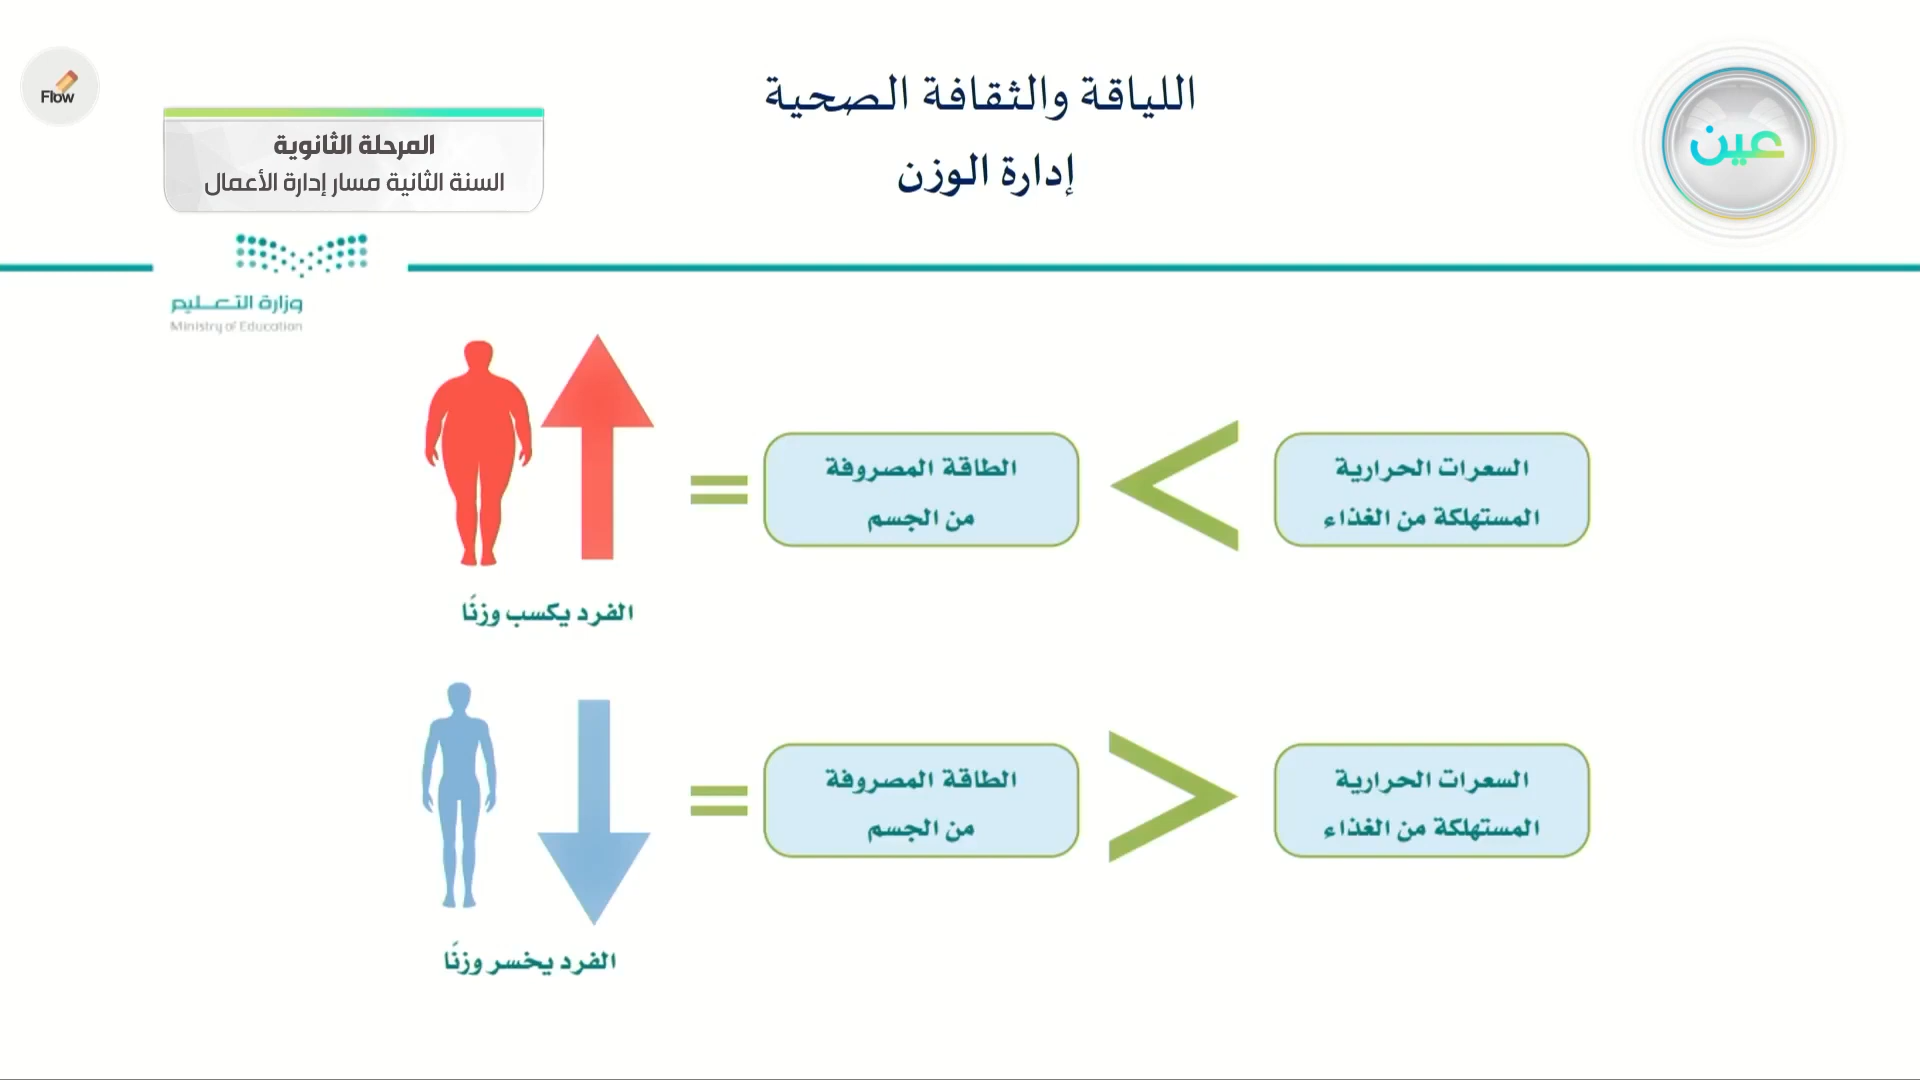 اللياقة والثقافة الصحية
إدارة الوزن
عين
Flow
المرحلة الثانوية
السنة الثانية مسار إدارة الأعمال
وزارة التعليم
Ministry of Education
السعرات الحرارية
المستهلكة من الغذاء
<
الطاقة المصروفة
من الجسم
=
الفرد يكسب وزنًا
السعرات الحرارية
المستهلكة من الغذاء
>
الطاقة المصروفة
من الجسم
=
الفرد يخسر وزنًا